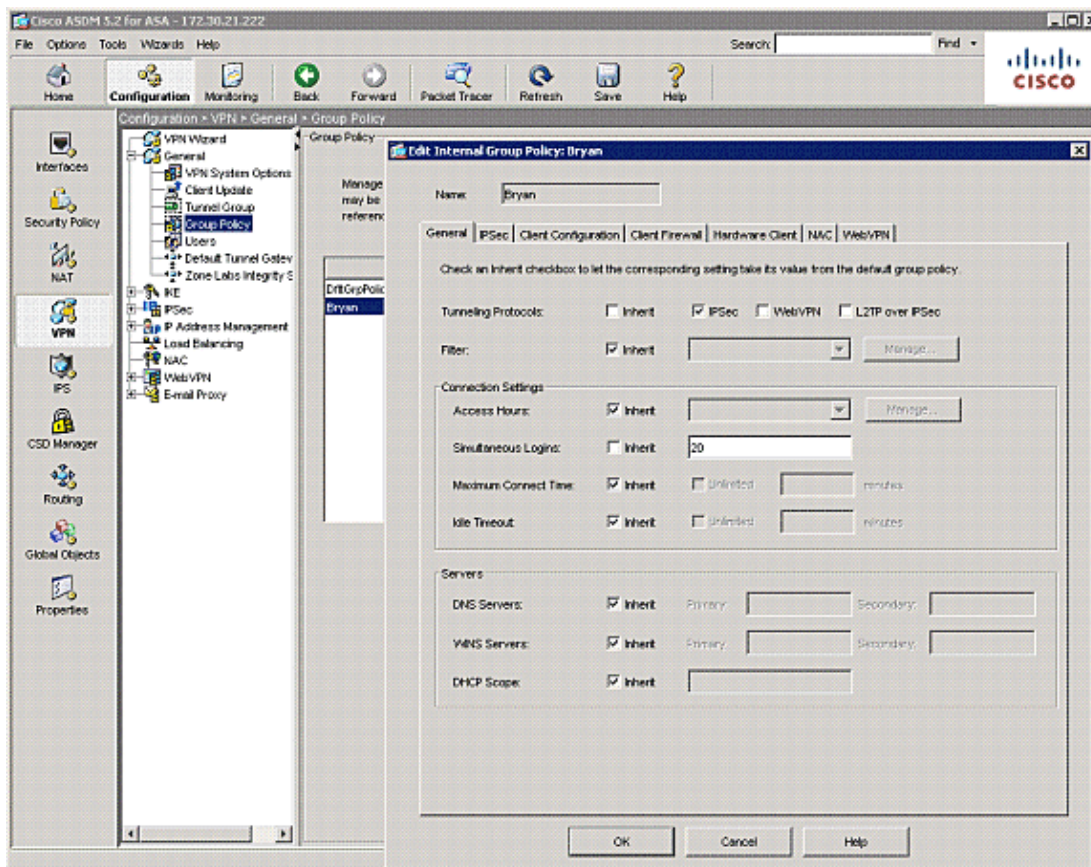 Cisco ASDM 5.2 for ASA - 172.30.21.222
File Options Tools Wizards Help
Search:
Find
Home
Configuration
Monitoring
Back
Forward
Packet Tracer
Refresh
Save
Help
CISCO
Configuration > VPN > General > Group Policy
Interfaces
Security Policy
NAT
VPN
IPS
CSD Manager
Routing
Global Objects
Properties
VPN Wizard
General
VPN System Options
Client Update
Tunnel Group
Group Policy
Users
Default Tunnel Gatew
Zone Labs Integrity S
IKE
IPSec
IP Address Management
Load Balancing
NAC
WebVPN
E-mail Proxy
Group Policy
Manage
may be
referenc
DfltGrpPolic
Bryan
Edit Internal Group Policy: Bryan
Name: Bryan
General IPSec Client Configuration Client Firewall Hardware Client NAC WebVPN
Check an Inherit checkbox to let the corresponding setting take its value from the default group policy.
Tunneling Protocols: Inherit IPSec WebVPN L2TP over IPSec
Filter: Inherit Manage...
Connection Settings
Access Hours: Inherit Manage...
Simultaneous Logins: Inherit 20
Maximum Connect Time: Inherit Unlimited minutes
Idle Timeout: Inherit Unlimited minutes
Servers
DNS Servers: Inherit Primary: Secondary:
WINS Servers: Inherit Primary: Secondary:
DHCP Scope: Inherit
OK Cancel Help